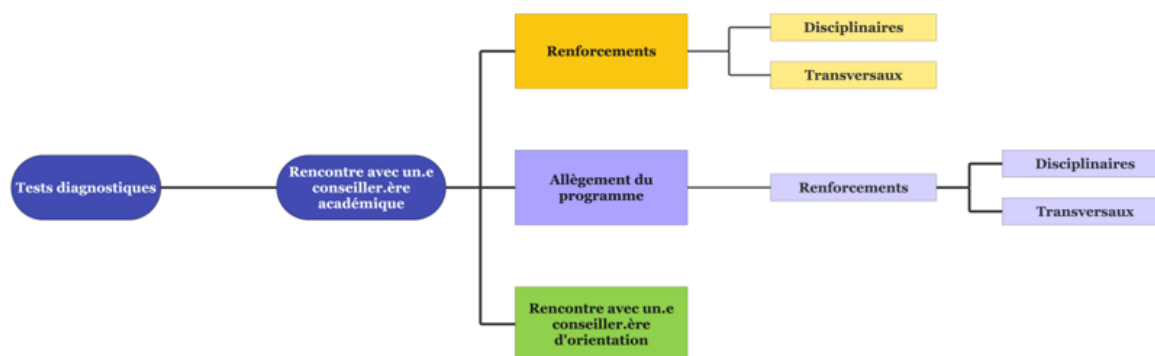 Tests diagnostiques
Rencontre avec un.e
conseiller.ère
académique
Renforcements
Disciplinaires
Transversaux
Allègement du
programme
Renforcements
Disciplinaires
Transversaux
Rencontre avec un.e
conseiller.ère
d'orientation